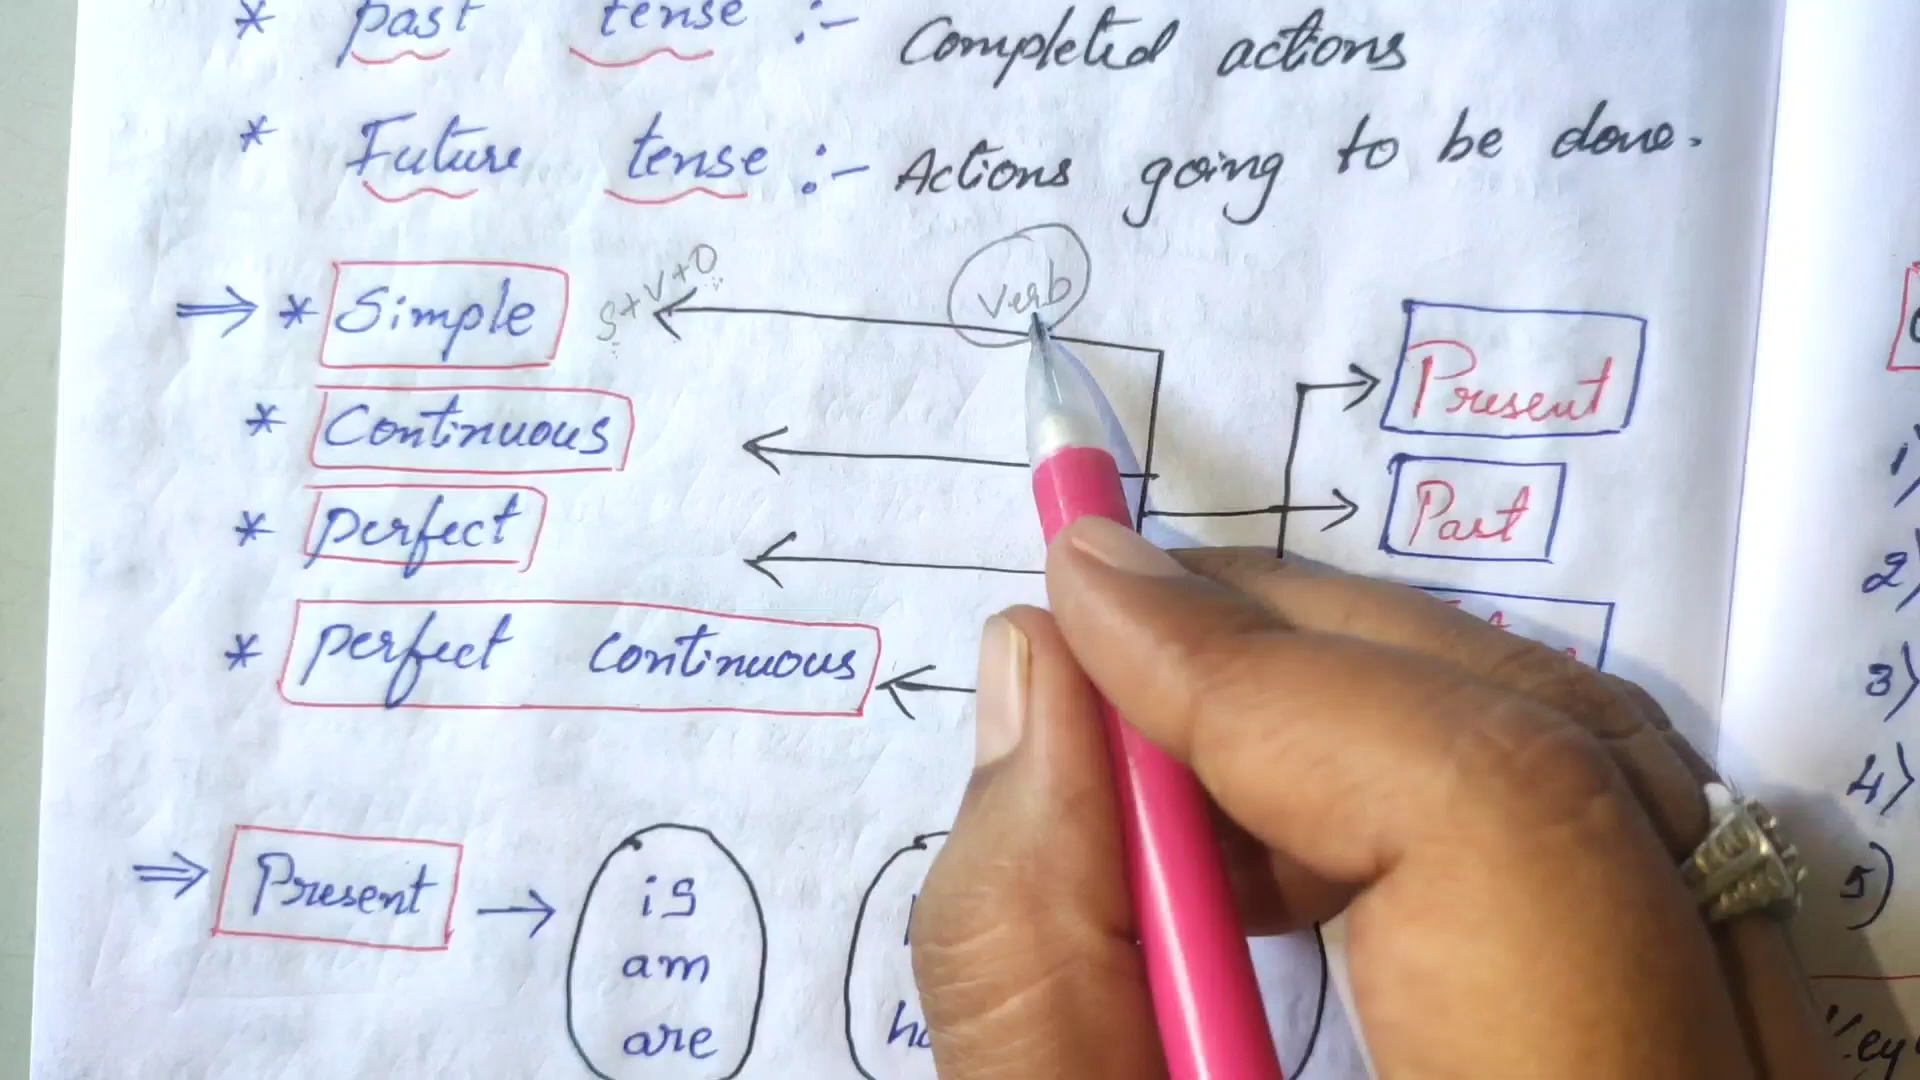 * past tense :- Completed actions
* Future tense :- Actions going to be done.
⇒ * Simple S+V+O Verb
Present
* Continuous
Past
* perfect
* perfect continuous
⇒ Present → is
am
are
1)
2)
3)
4)
5)